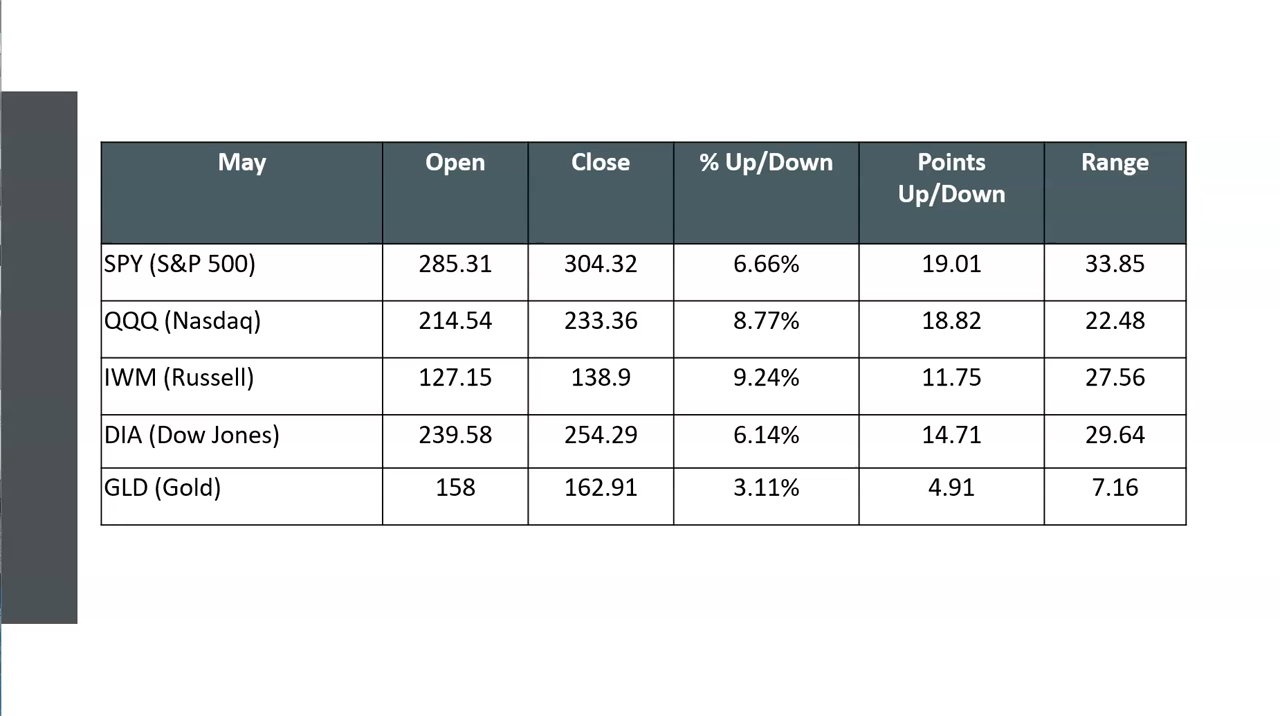 May Open Close % Up/Down Points Up/Down Range
SPY (S&P 500) 285.31 304.32 6.66% 19.01 33.85
QQQ (Nasdaq) 214.54 233.36 8.77% 18.82 22.48
IWM (Russell) 127.15 138.9 9.24% 11.75 27.56
DIA (Dow Jones) 239.58 254.29 6.14% 14.71 29.64
GLD (Gold) 158 162.91 3.11% 4.91 7.16